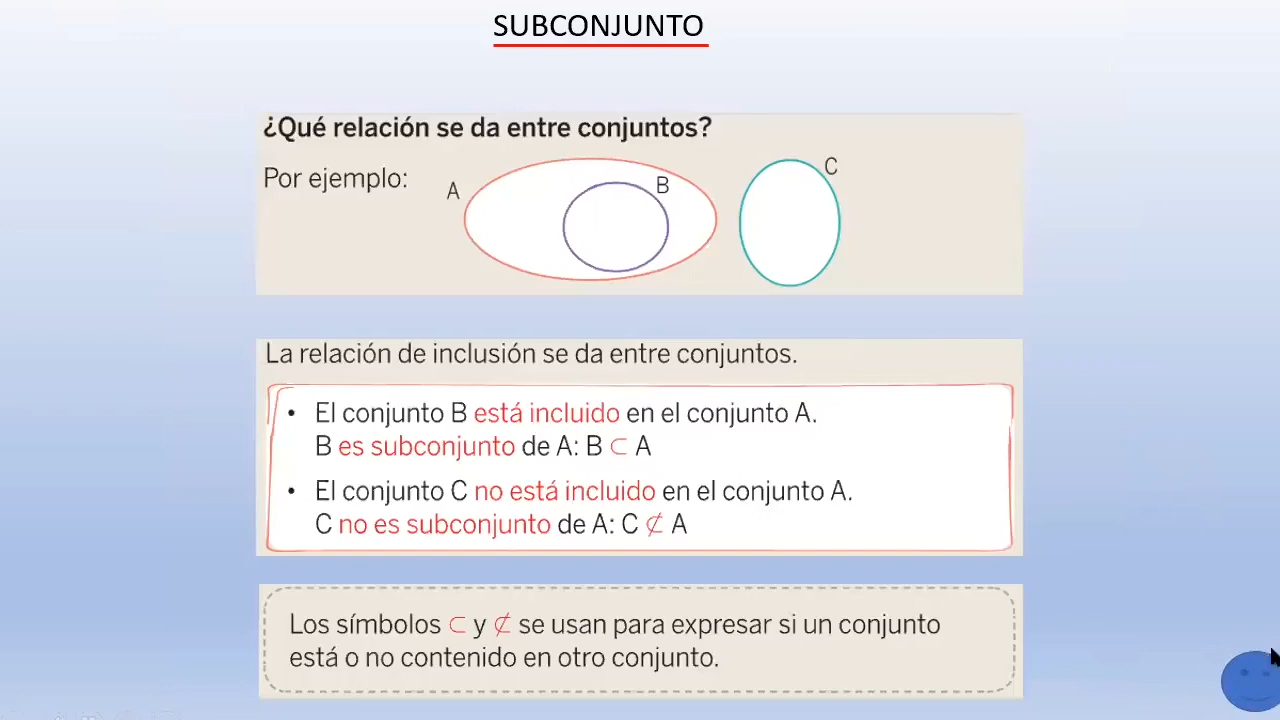 SUBCONJUNTO
¿Qué relación se da entre conjuntos?
Por ejemplo:
A
B
C
La relación de inclusión se da entre conjuntos.
• El conjunto B está incluido en el conjunto A.
B es subconjunto de A: B ⊂ A
• El conjunto C no está incluido en el conjunto A.
C no es subconjunto de A: C ⊄ A
Los símbolos ⊂ y ⊄ se usan para expresar si un conjunto
está o no contenido en otro conjunto.